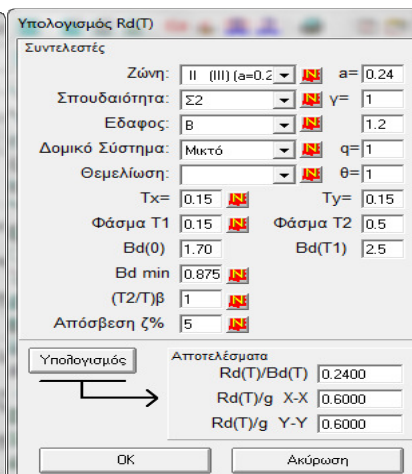 Υπολογισμός Rd(T)
Συντελεστές
Ζώνη: II (III) (a=0.2 a= 0.24
Σπουδαιότητα: Σ2 γ= 1
Εδαφος: B 1.2
Δομικό Σύστημα: Μικτό q= 1
Θεμελίωση: θ= 1
Tx= 0.15 Ty= 0.15
Φάσμα T1 0.15 Φάσμα T2 0.5
Bd(0) 1.70 Bd(T1) 2.5
Bd min 0.875
(T2/T)β 1
Απόσβεση ζ% 5
Υπολογισμός
Αποτελέσματα
Rd(T)/Bd(T) 0.2400
Rd(T)/g X-X 0.6000
Rd(T)/g Y-Y 0.6000
OK Ακύρωση